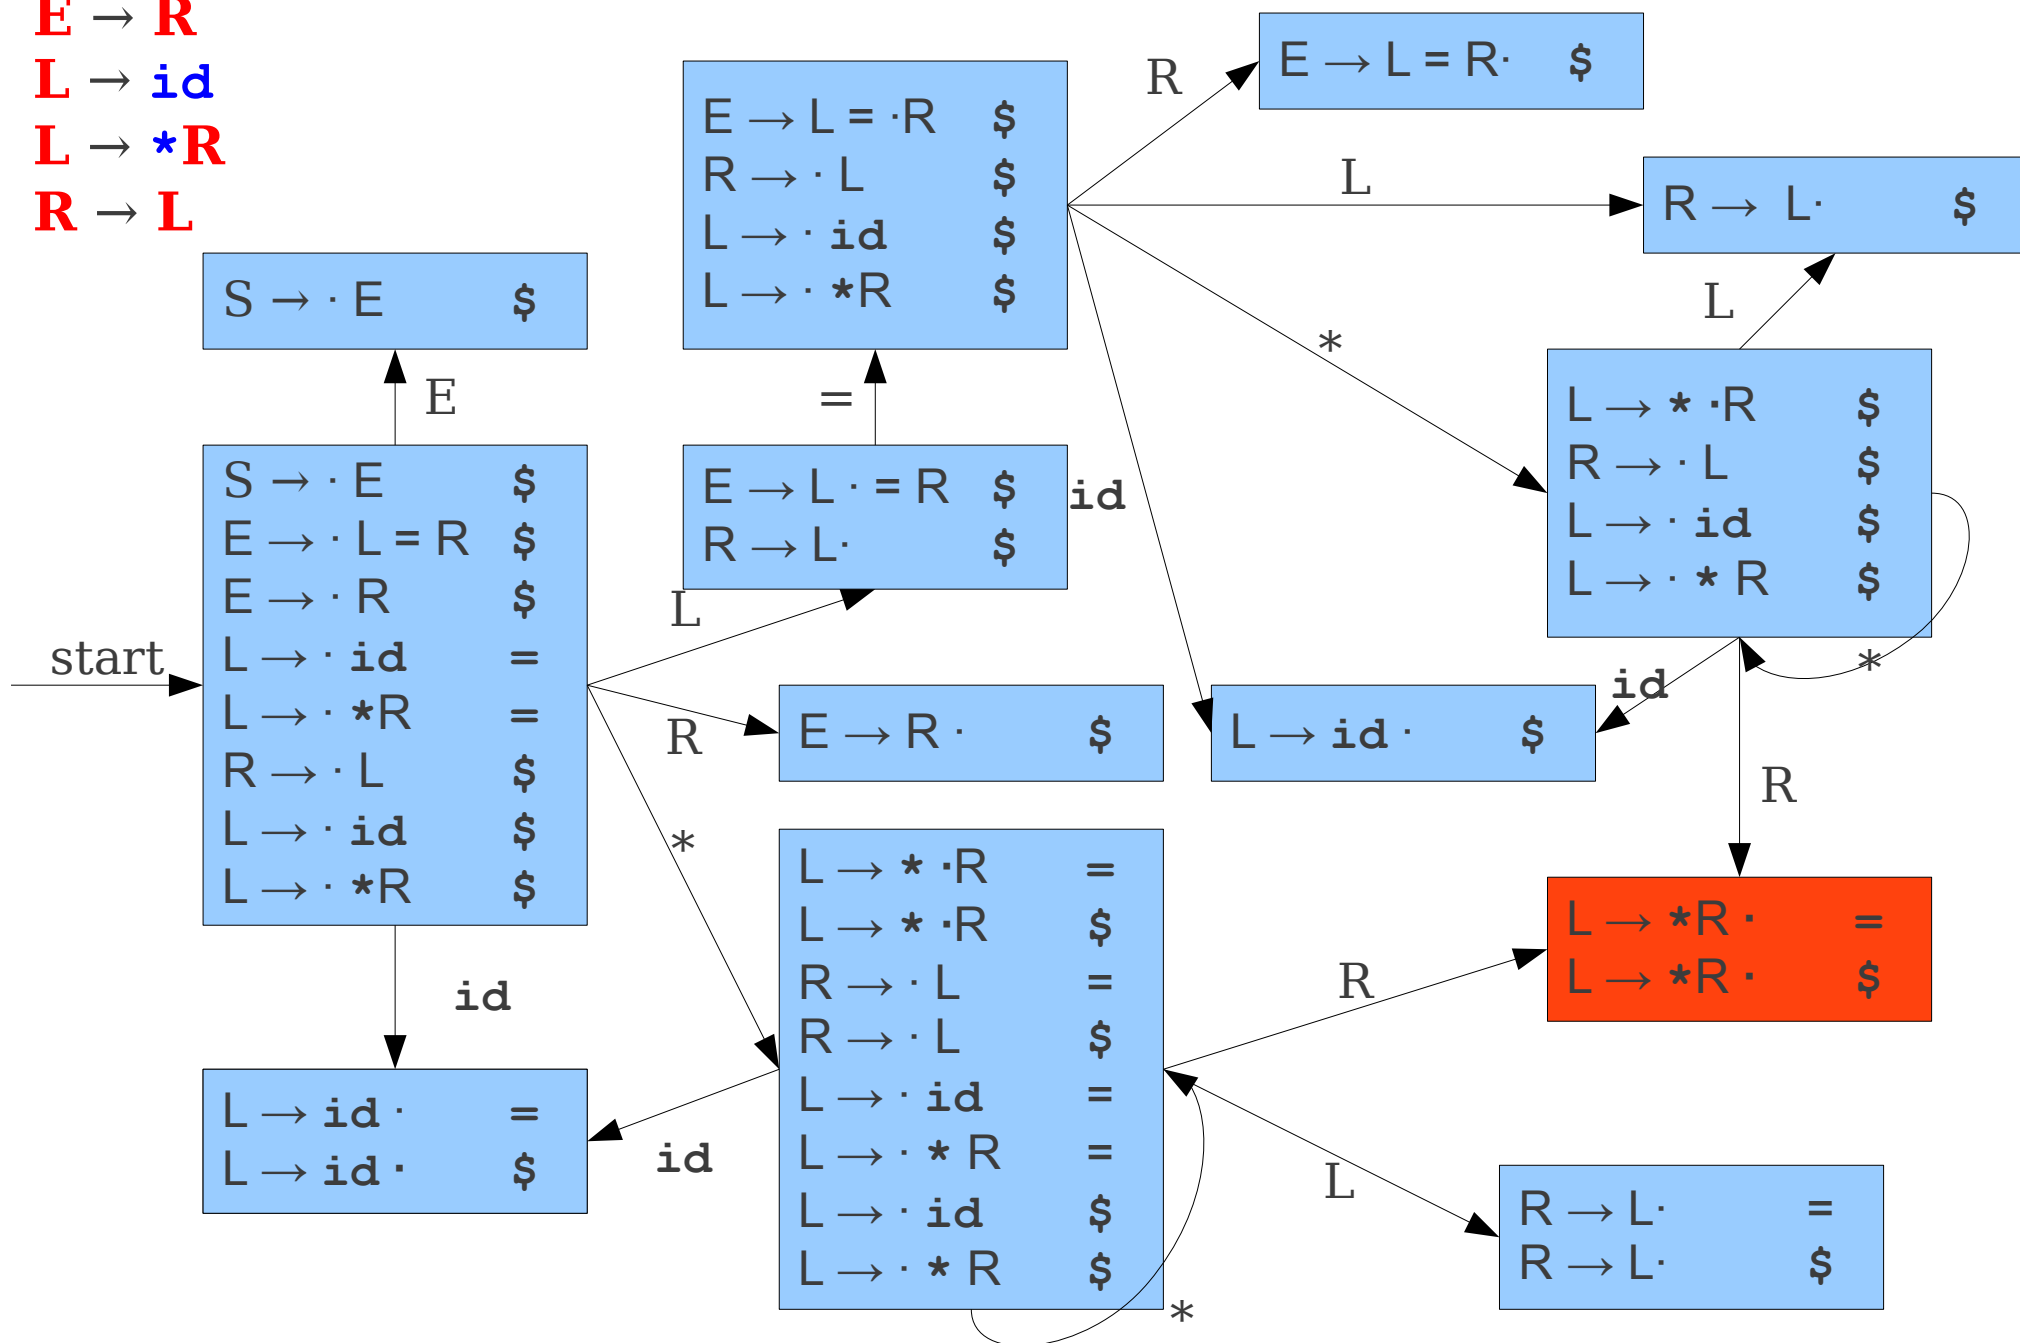 E → R
L → id
L → *R
R → L
S → · E $
E
S → · E $
E → · L = R $
E → · R $
L → · id =
L → · *R =
R → · L $
L → · id $
L → · *R $
start
id
L → id · =
L → id · $
E → L = ·R $
R → · L $
L → · id $
L → · *R $
=
E → L · = R $
R → L· $
L
R
E → R · $
*
L → * ·R =
L → * ·R $
R → · L =
R → · L $
L → · id =
L → · * R =
L → · id $
L → · * R $
id
*
R
E → L = R· $
L
R → L· $
*
id
L → id · $
L
L → * ·R $
R → · L $
L → · id $
L → · * R $
*
id
R
R
L → *R · =
L → *R · $
L
R → L· =
R → L· $